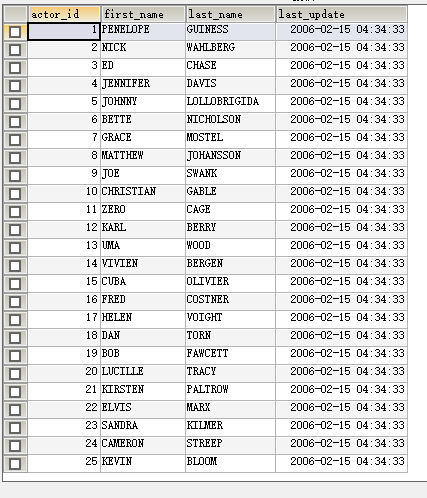 actor_id first_name last_name last_update
1 PENELOPE GUINESS 2006-02-15 04:34:33
2 NICK WAHLBERG 2006-02-15 04:34:33
3 ED CHASE 2006-02-15 04:34:33
4 JENNIFER DAVIS 2006-02-15 04:34:33
5 JOHNNY LOLLOBRIGIDA 2006-02-15 04:34:33
6 BETTE NICHOLSON 2006-02-15 04:34:33
7 GRACE MOSTEL 2006-02-15 04:34:33
8 MATTHEW JOHANSSON 2006-02-15 04:34:33
9 JOE SWANK 2006-02-15 04:34:33
10 CHRISTIAN GABLE 2006-02-15 04:34:33
11 ZERO CAGE 2006-02-15 04:34:33
12 KARL BERRY 2006-02-15 04:34:33
13 UMA WOOD 2006-02-15 04:34:33
14 VIVIEN BERGEN 2006-02-15 04:34:33
15 CUBA OLIVIER 2006-02-15 04:34:33
16 FRED COSTNER 2006-02-15 04:34:33
17 HELEN VOIGHT 2006-02-15 04:34:33
18 DAN TORN 2006-02-15 04:34:33
19 BOB FAWCETT 2006-02-15 04:34:33
20 LUCILLE TRACY 2006-02-15 04:34:33
21 KIRSTEN PALTROW 2006-02-15 04:34:33
22 ELVIS MARX 2006-02-15 04:34:33
23 SANDRA KILMER 2006-02-15 04:34:33
24 CAMERON STREEP 2006-02-15 04:34:33
25 KEVIN BLOOM 2006-02-15 04:34:33